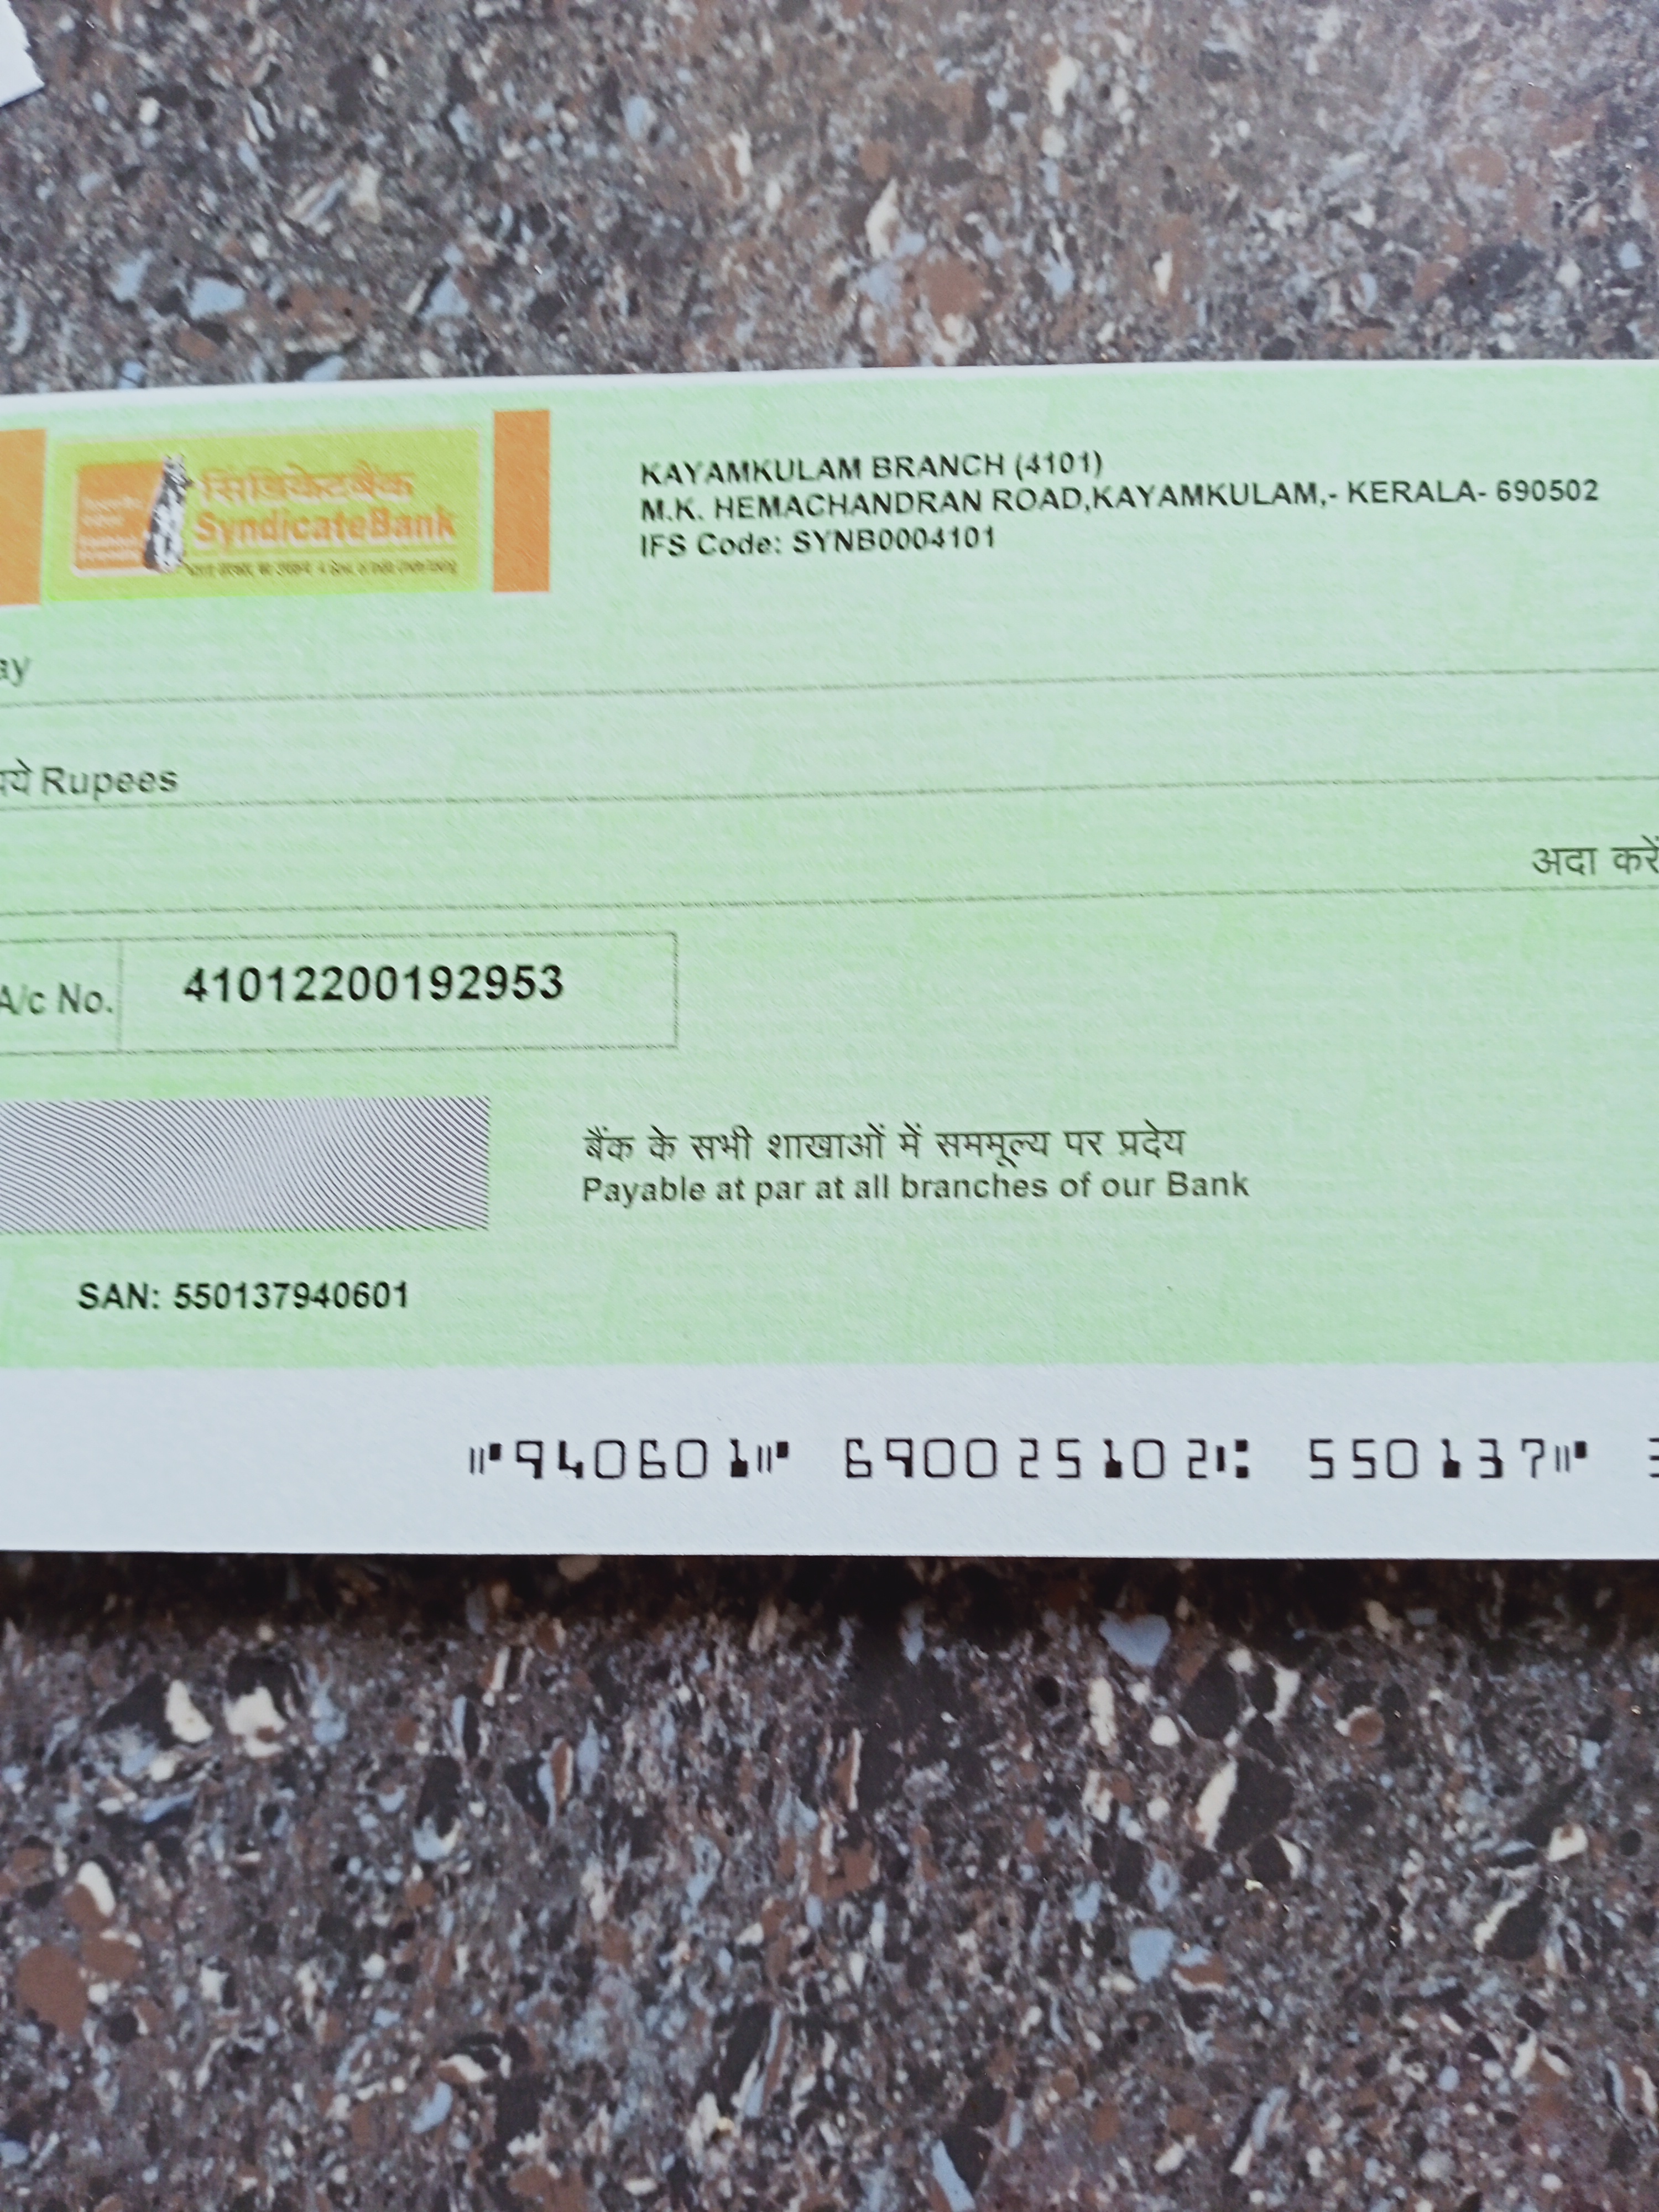 सिंडिकेटबैंक
SyndicateBank
KAYAMKULAM BRANCH (4101)
M.K. HEMACHANDRAN ROAD,KAYAMKULAM,- KERALA- 690502
IFS Code: SYNB0004101
ay
पये Rupees
अदा करें
A/c No. 41012200192953
बैंक के सभी शाखाओं में सममूल्य पर प्रदेय
Payable at par at all branches of our Bank
SAN: 550137940601
⑈940601⑈ 690025102⑆ 550137⑈ 3